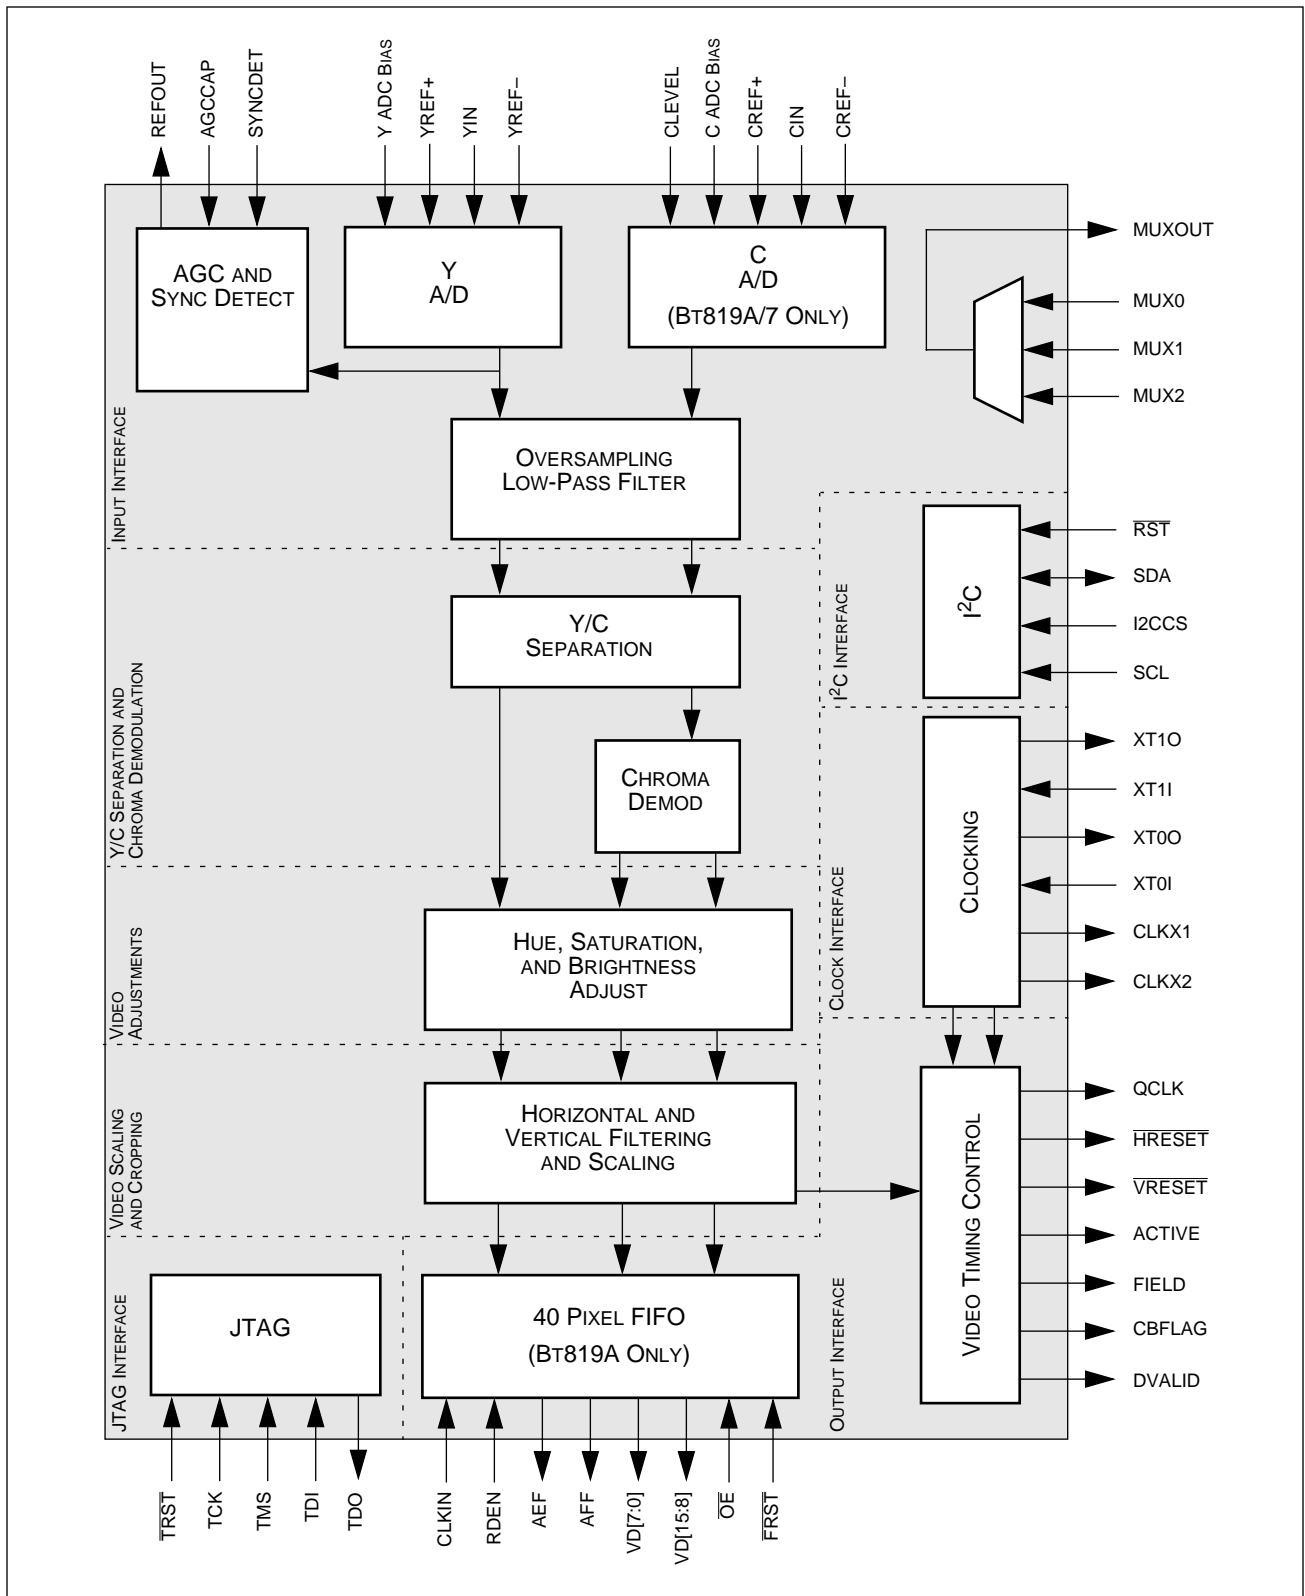 REFOUT
AGCCAP
SYNCDET
Y ADC BIAS
YREF+
YIN
YREF–
CLEVEL
C ADC BIAS
CREF+
CIN
CREF–
AGC AND
SYNC DETECT
Y
A/D
C
A/D
(BT819A/7 ONLY)
MUXOUT
MUX0
MUX1
MUX2
INPUT INTERFACE
OVERSAMPLING
LOW-PASS FILTER
I²C INTERFACE
I²C
RST
SDA
I2CCS
SCL
Y/C SEPARATION AND
CHROMA DEMODULATION
Y/C
SEPARATION
CHROMA
DEMOD
CLOCK INTERFACE
CLOCKING
XT1O
XT1I
XT0O
XT0I
CLKX1
CLKX2
VIDEO
ADJUSTMENTS
HUE, SATURATION,
AND BRIGHTNESS
ADJUST
VIDEO SCALING
AND CROPPING
HORIZONTAL AND
VERTICAL FILTERING
AND SCALING
OUTPUT INTERFACE
VIDEO TIMING CONTROL
QCLK
HRESET
VRESET
ACTIVE
FIELD
CBFLAG
DVALID
JTAG INTERFACE
JTAG
40 PIXEL FIFO
(BT819A ONLY)
TRST
TCK
TMS
TDI
TDO
CLKIN
RDEN
AEF
AFF
VD[7:0]
VD[15:8]
OE
FRST